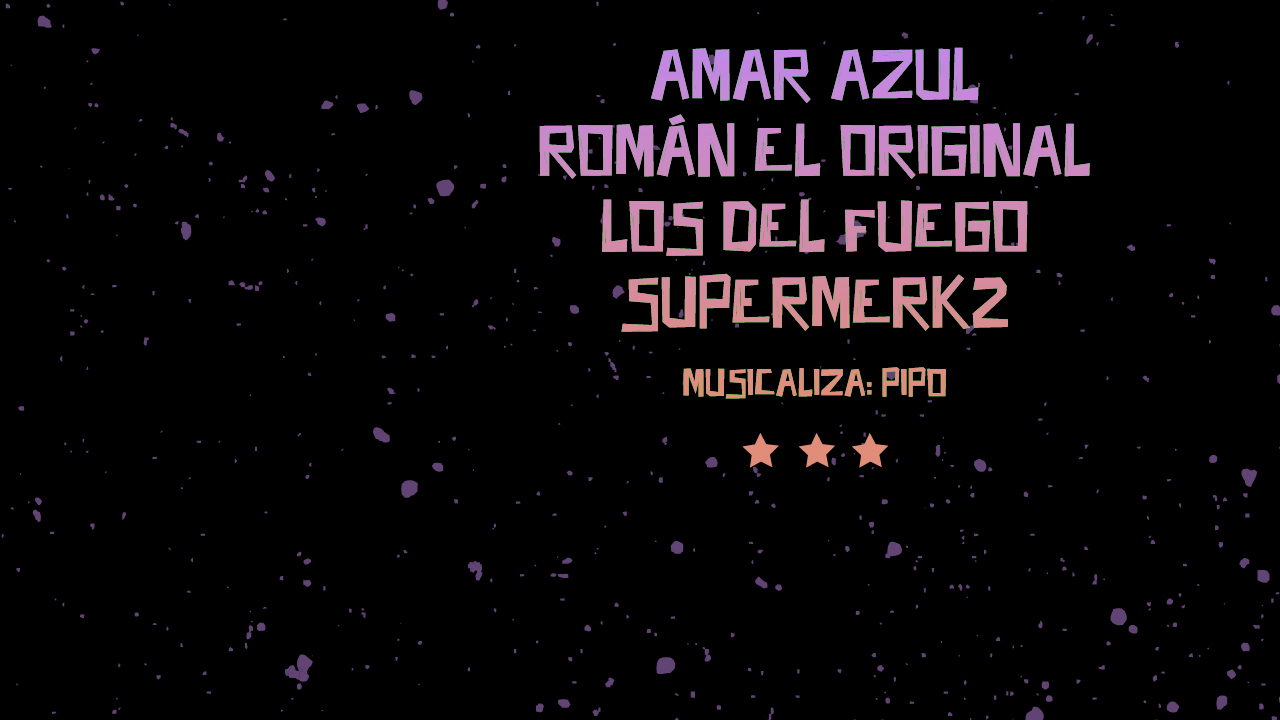 AMAR AZUL
ROMÁN EL ORIGINAL
LOS DEL FUEGO
SUPERMERK2
MUSICALIZA: PIPO